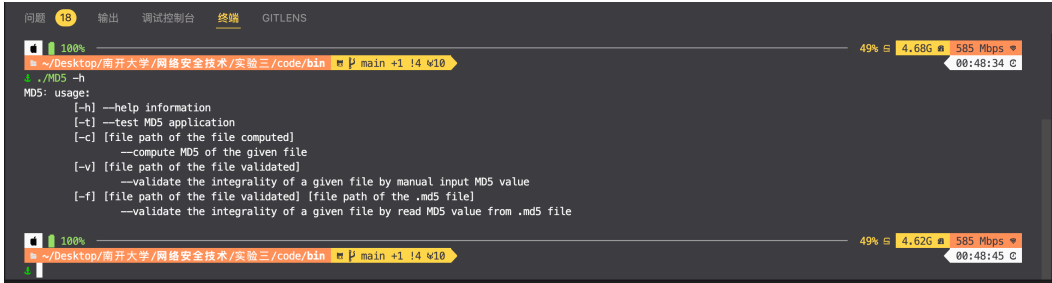 问题 18 输出 调试控制台 终端 GITLENS
100% 49% 4.68G 585 Mbps
~/Desktop/南开大学/网络安全技术/实验三/code/bin main +1 !4 10 00:48:34
./MD5 -h
MD5: usage:
[-h] --help information
[-t] --test MD5 application
[-c] [file path of the file computed]
--compute MD5 of the given file
[-v] [file path of the file validated]
--validate the integrality of a given file by manual input MD5 value
[-f] [file path of the file validated] [file path of the .md5 file]
--validate the integrality of a given file by read MD5 value from .md5 file
100% 49% 4.62G 585 Mbps
~/Desktop/南开大学/网络安全技术/实验三/code/bin main +1 !4 10 00:48:45